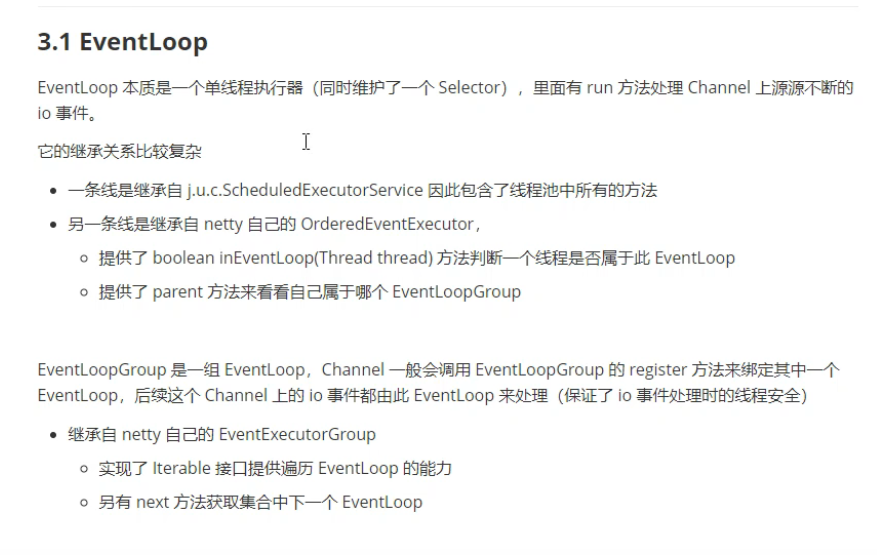 3.1 EventLoop
EventLoop 本质是一个单线程执行器（同时维护了一个 Selector），里面有 run 方法处理 Channel 上源源不断的
io 事件。
它的继承关系比较复杂
一条线是继承自 j.u.c.ScheduledExecutorService 因此包含了线程池中所有的方法
另一条线是继承自 netty 自己的 OrderedEventExecutor，
提供了 boolean inEventLoop(Thread thread) 方法判断一个线程是否属于此 EventLoop
提供了 parent 方法来看看自己属于哪个 EventLoopGroup
EventLoopGroup 是一组 EventLoop，Channel 一般会调用 EventLoopGroup 的 register 方法来绑定其中一个
EventLoop，后续这个 Channel 上的 io 事件都由此 EventLoop 来处理（保证了 io 事件处理时的线程安全）
继承自 netty 自己的 EventExecutorGroup
实现了 Iterable 接口提供遍历 EventLoop 的能力
另有 next 方法获取集合中下一个 EventLoop